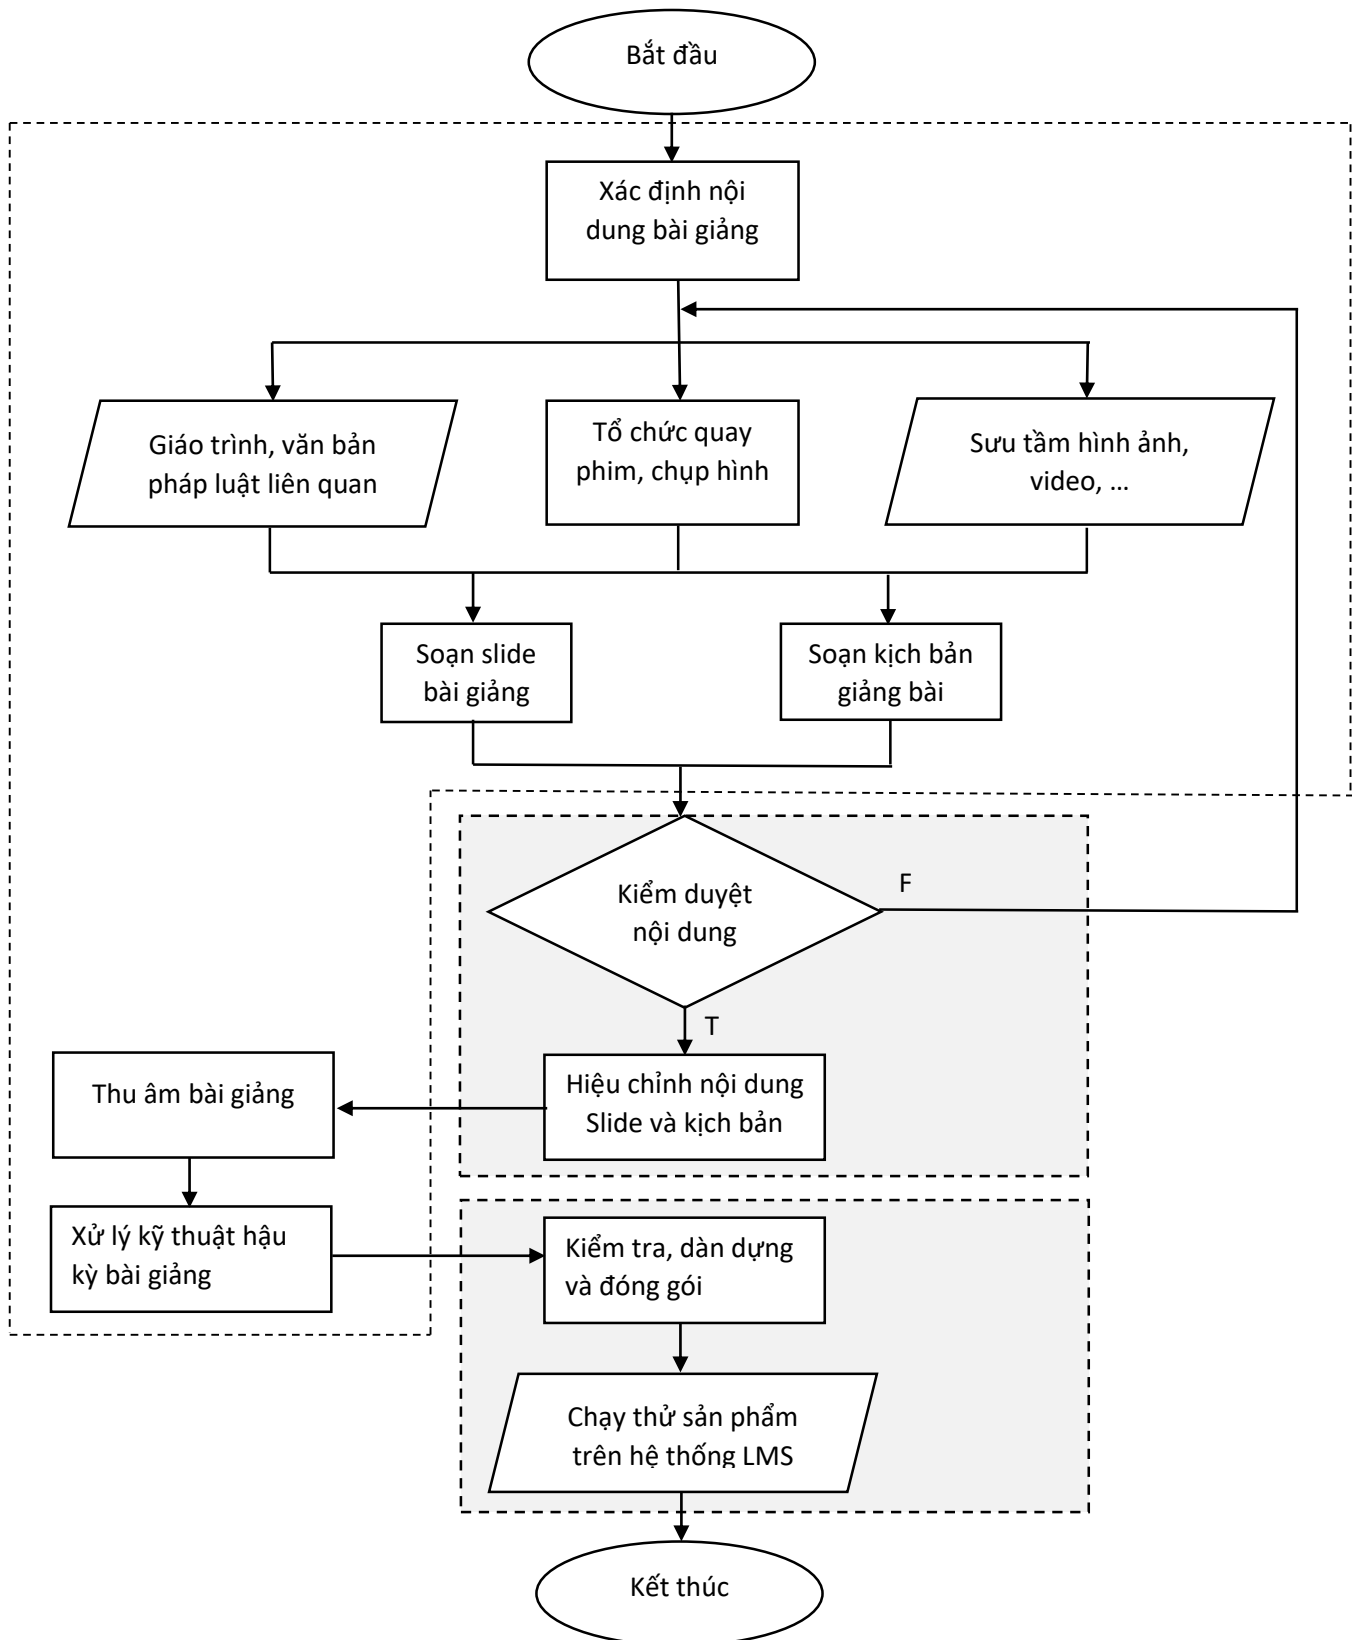 Bắt đầu
Xác định nội
dung bài giảng
Giáo trình, văn bản
pháp luật liên quan
Tổ chức quay
phim, chụp hình
Sưu tầm hình ảnh,
video, ...
Soạn slide
bài giảng
Soạn kịch bản
giảng bài
Kiểm duyệt
nội dung
F
T
Hiệu chỉnh nội dung
Slide và kịch bản
Thu âm bài giảng
Xử lý kỹ thuật hậu
kỳ bài giảng
Kiểm tra, dàn dựng
và đóng gói
Chạy thử sản phẩm
trên hệ thống LMS
Kết thúc